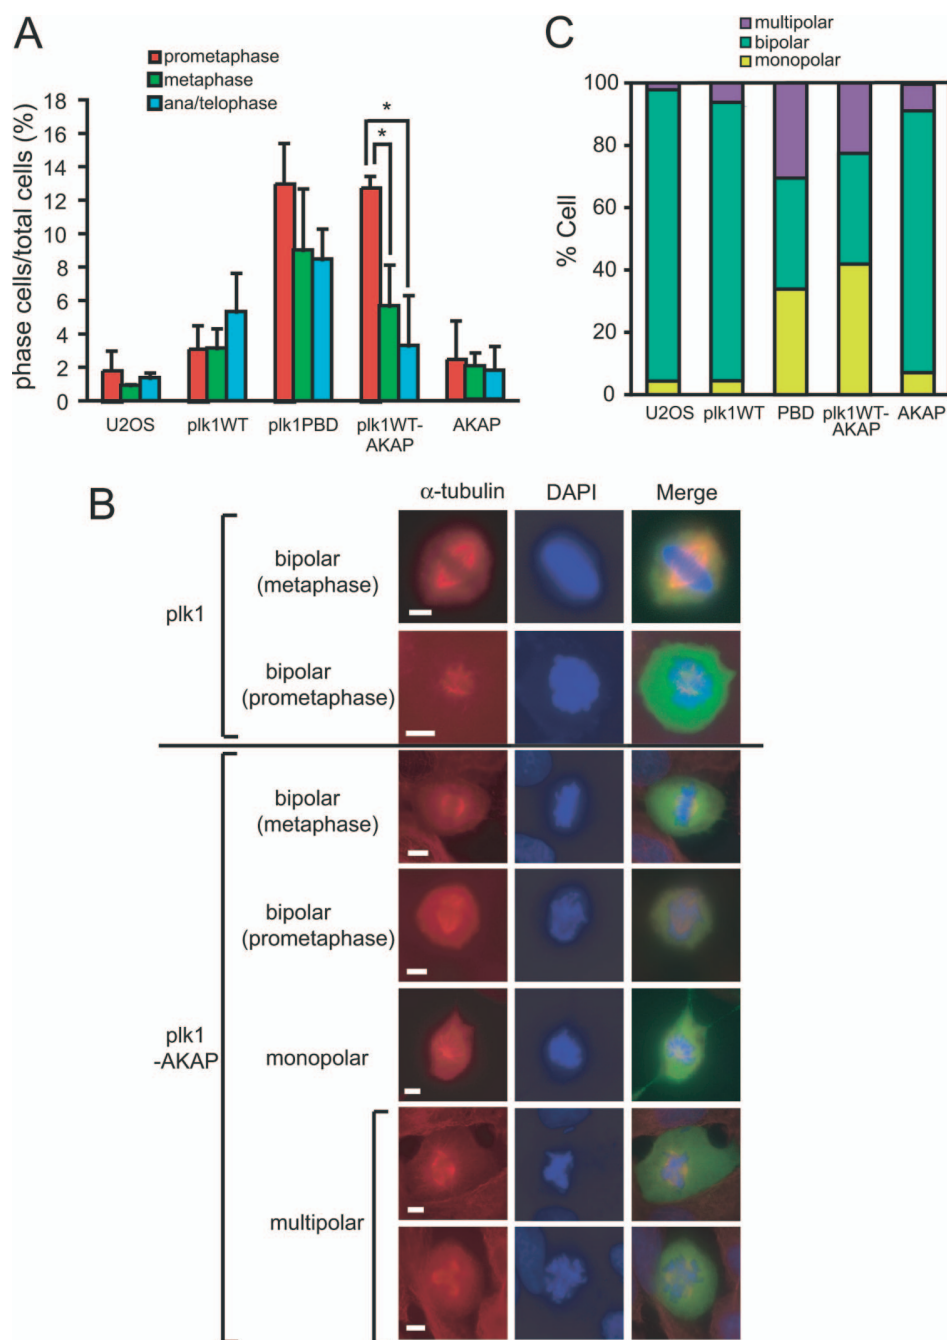 A
prometaphase
metaphase
ana/telophase
phase cells/total cells (%)
18
16
14
12
10
8
6
4
2
0
*
*
U2OS
plk1WT
plk1PBD
plk1WT-
AKAP
AKAP
C
multipolar
bipolar
monopolar
% Cell
100
80
60
40
20
0
U2OS
plk1WT
PBD
plk1WT-
AKAP
AKAP
B
α-tubulin
DAPI
Merge
plk1
bipolar
(metaphase)
bipolar
(prometaphase)
plk1
-AKAP
bipolar
(metaphase)
bipolar
(prometaphase)
monopolar
multipolar